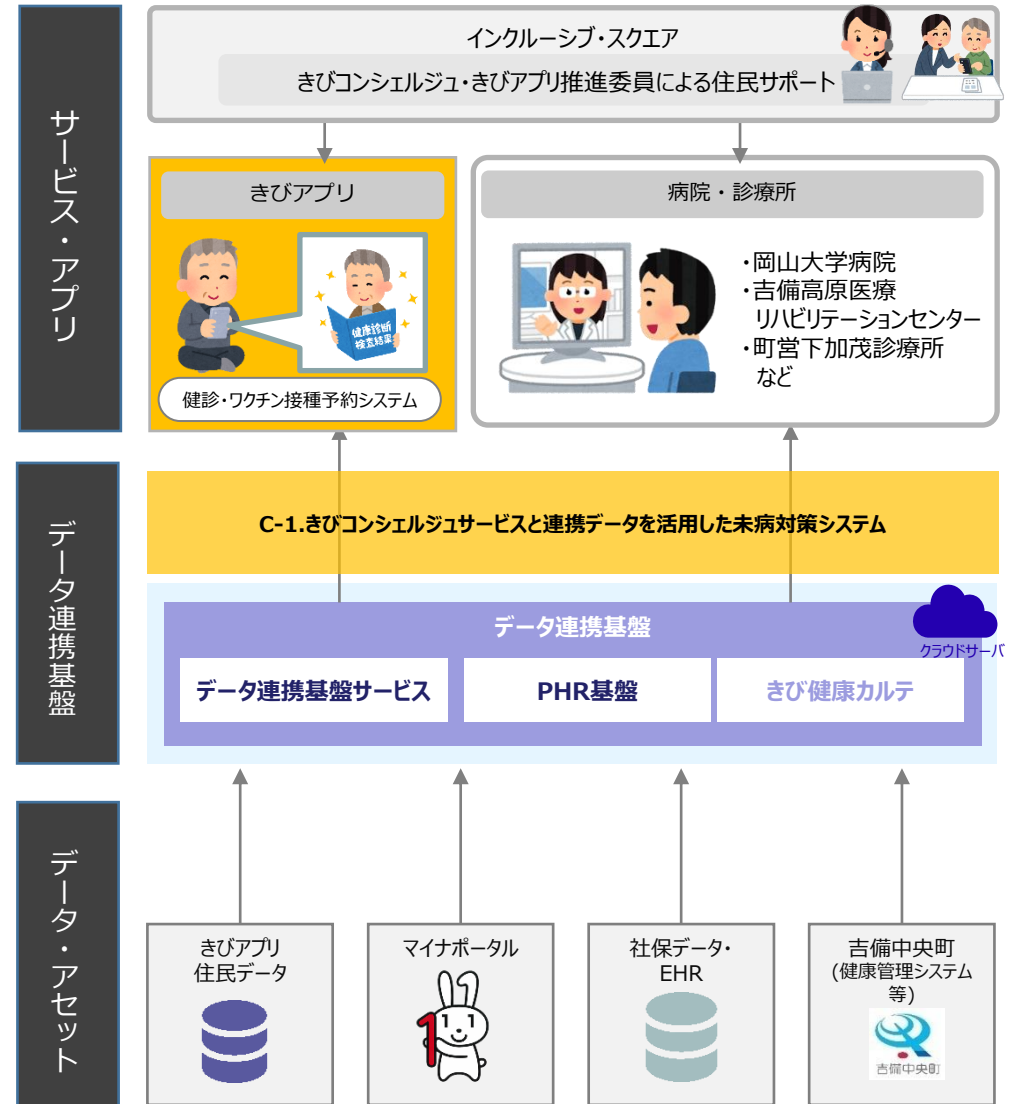 サービス・アプリ
インクルーシブ・スクエア
きびコンシェルジュ・きびアプリ推進委員による住民サポート
きびアプリ
健康診断
検査結果
健診・ワクチン接種予約システム
病院・診療所
・岡山大学病院
・吉備高原医療
リハビリテーションセンター
・町営下加茂診療所
など
データ連携基盤
C-1.きびコンシェルジュサービスと連携データを活用した未病対策システム
データ連携基盤
クラウドサーバ
データ連携基盤サービス
PHR基盤
きび健康カルテ
データ・アセット
きびアプリ
住民データ
マイナポータル
1
社保データ・
EHR
吉備中央町
(健康管理システム
等)
吉備中央町